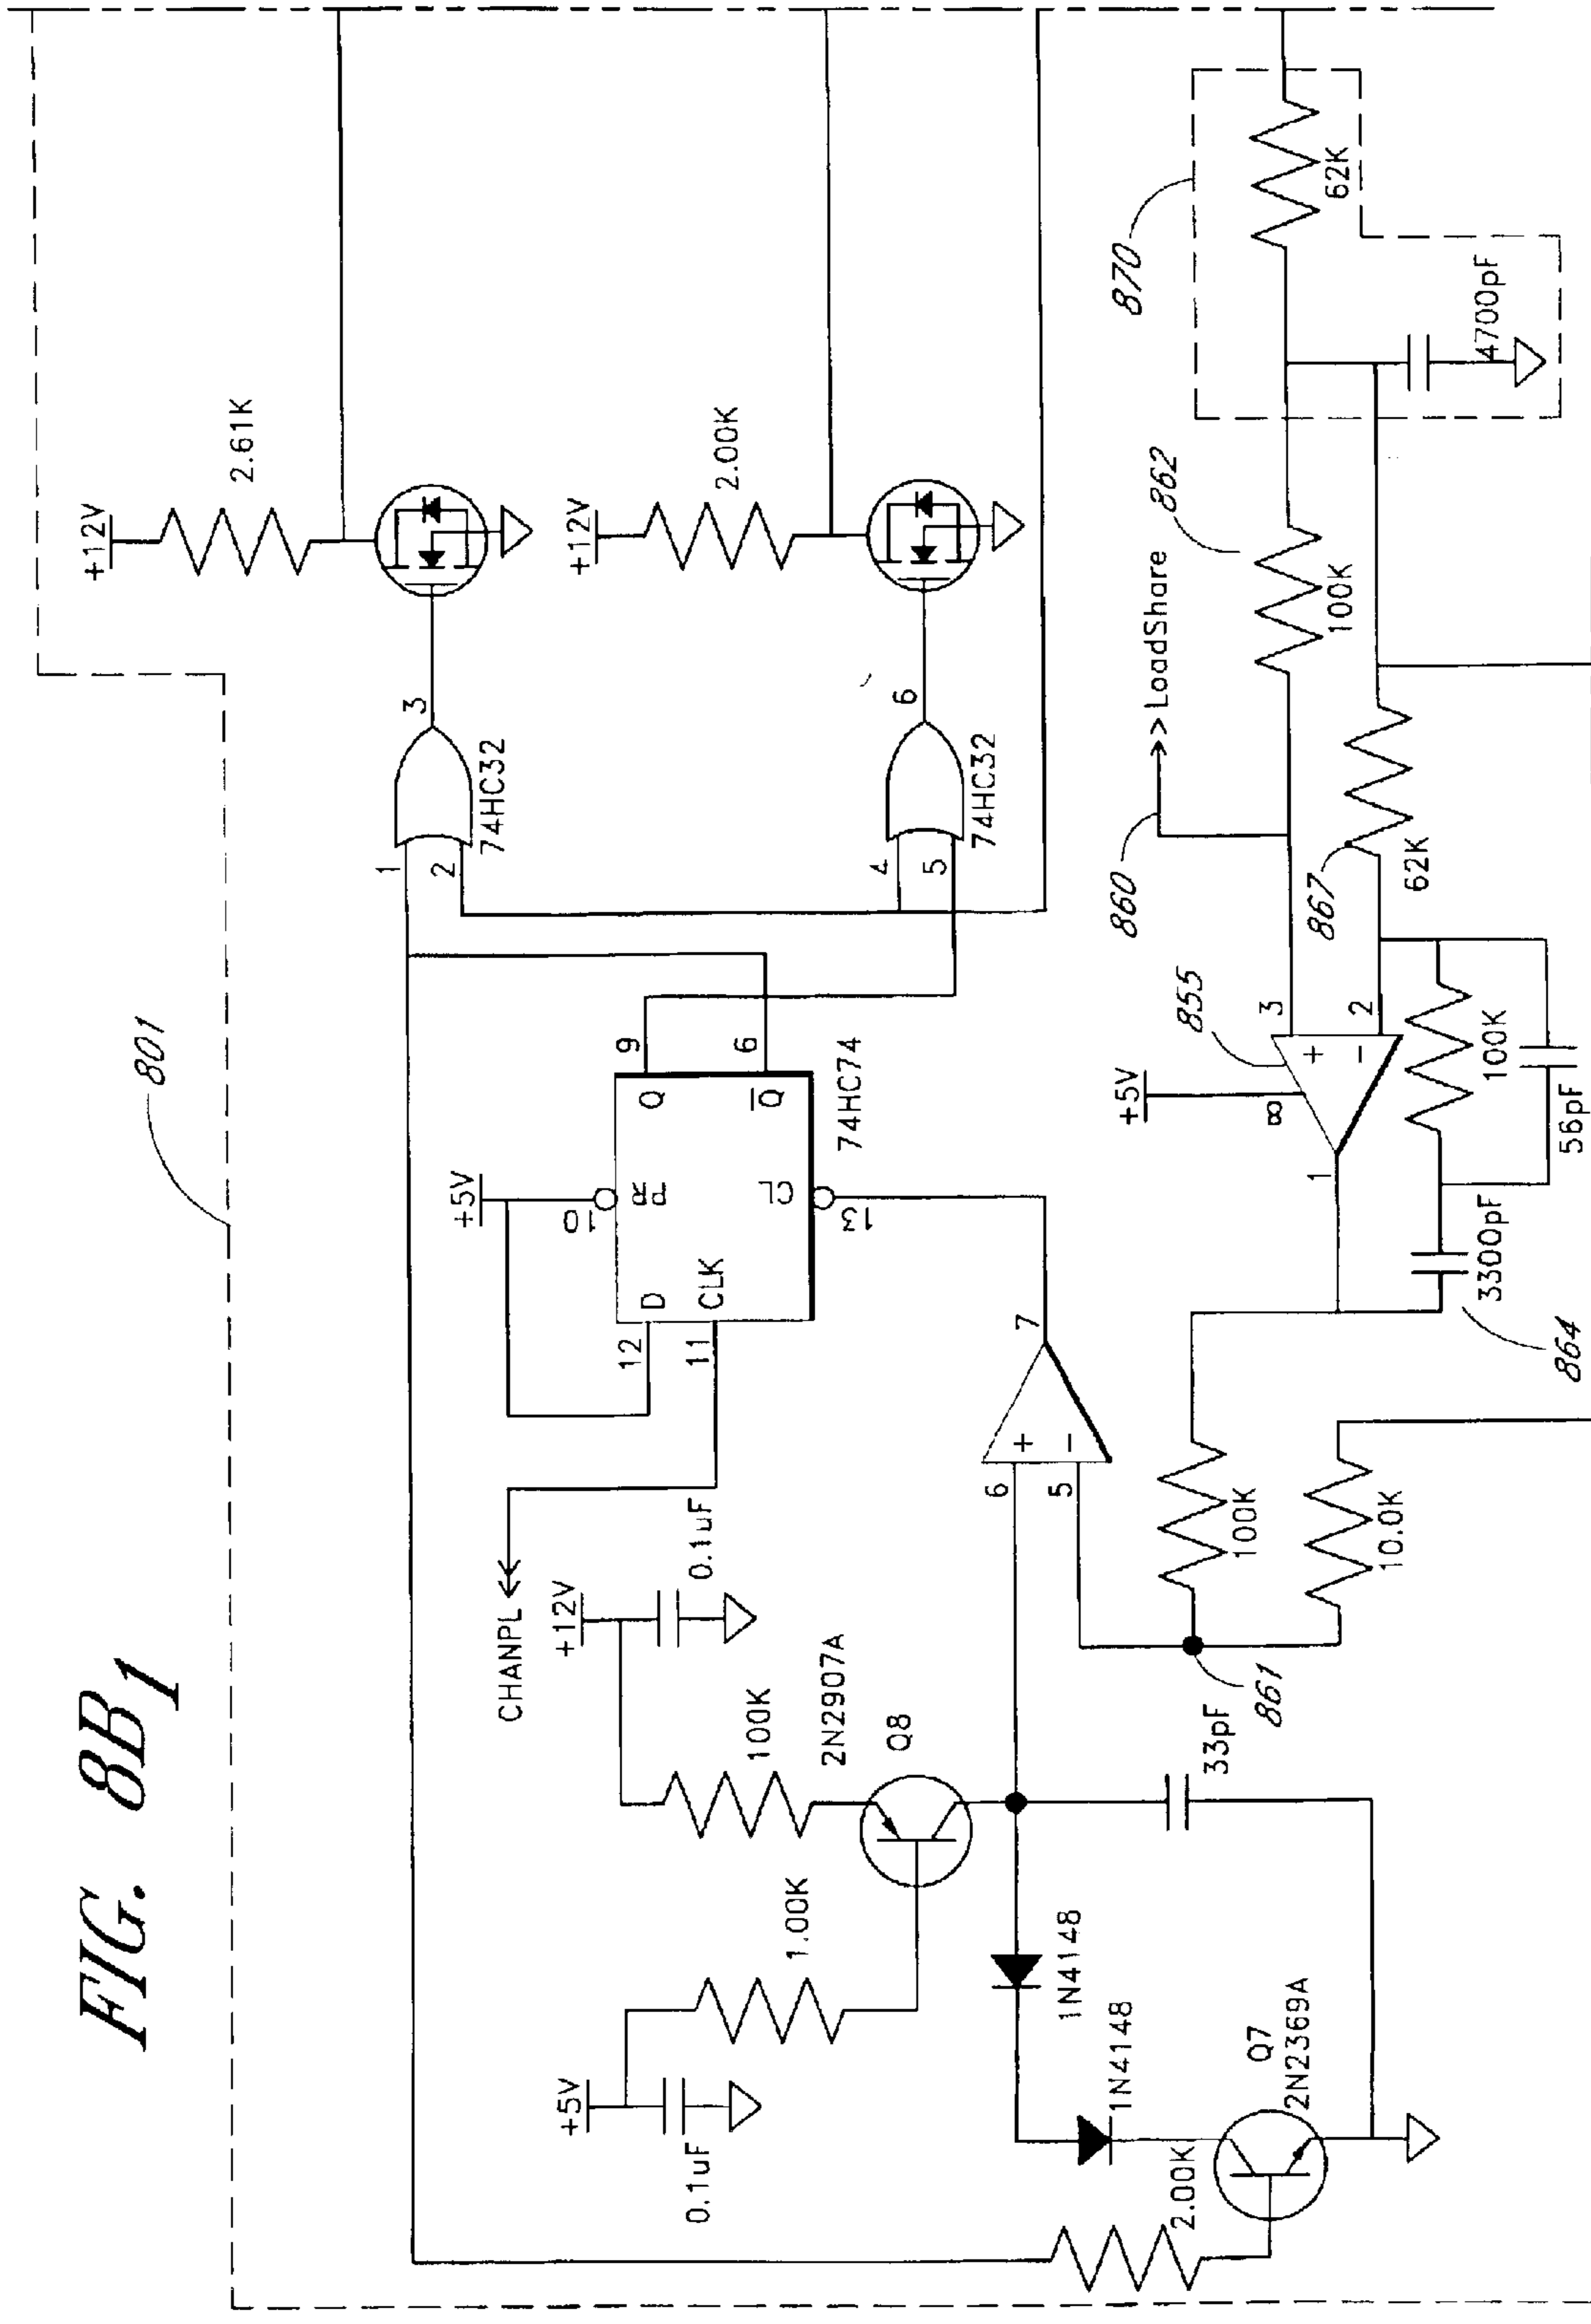 FIG. 8B1
801
+12V
2.61K
+12V
2.00K
3
74HC32
1
2
6
74HC32
4
5
+5V
10
PR
D
Q
9
Q
6
CLK
CL
12
11
13
74HC74
CHANPL
+12V
0.1uF
100K
2N2907A
Q8
+5V
0.1uF
1.00K
1N4148
1N4148
2.00K
Q7
2N2369A
33pF
6
+
5
-
7
861
100K
10.0K
864
3300pF
100K
56pF
+5V
8
855
1
3
+
2
-
860
LoadShare
862
100K
867
62K
870
62K
4700pF